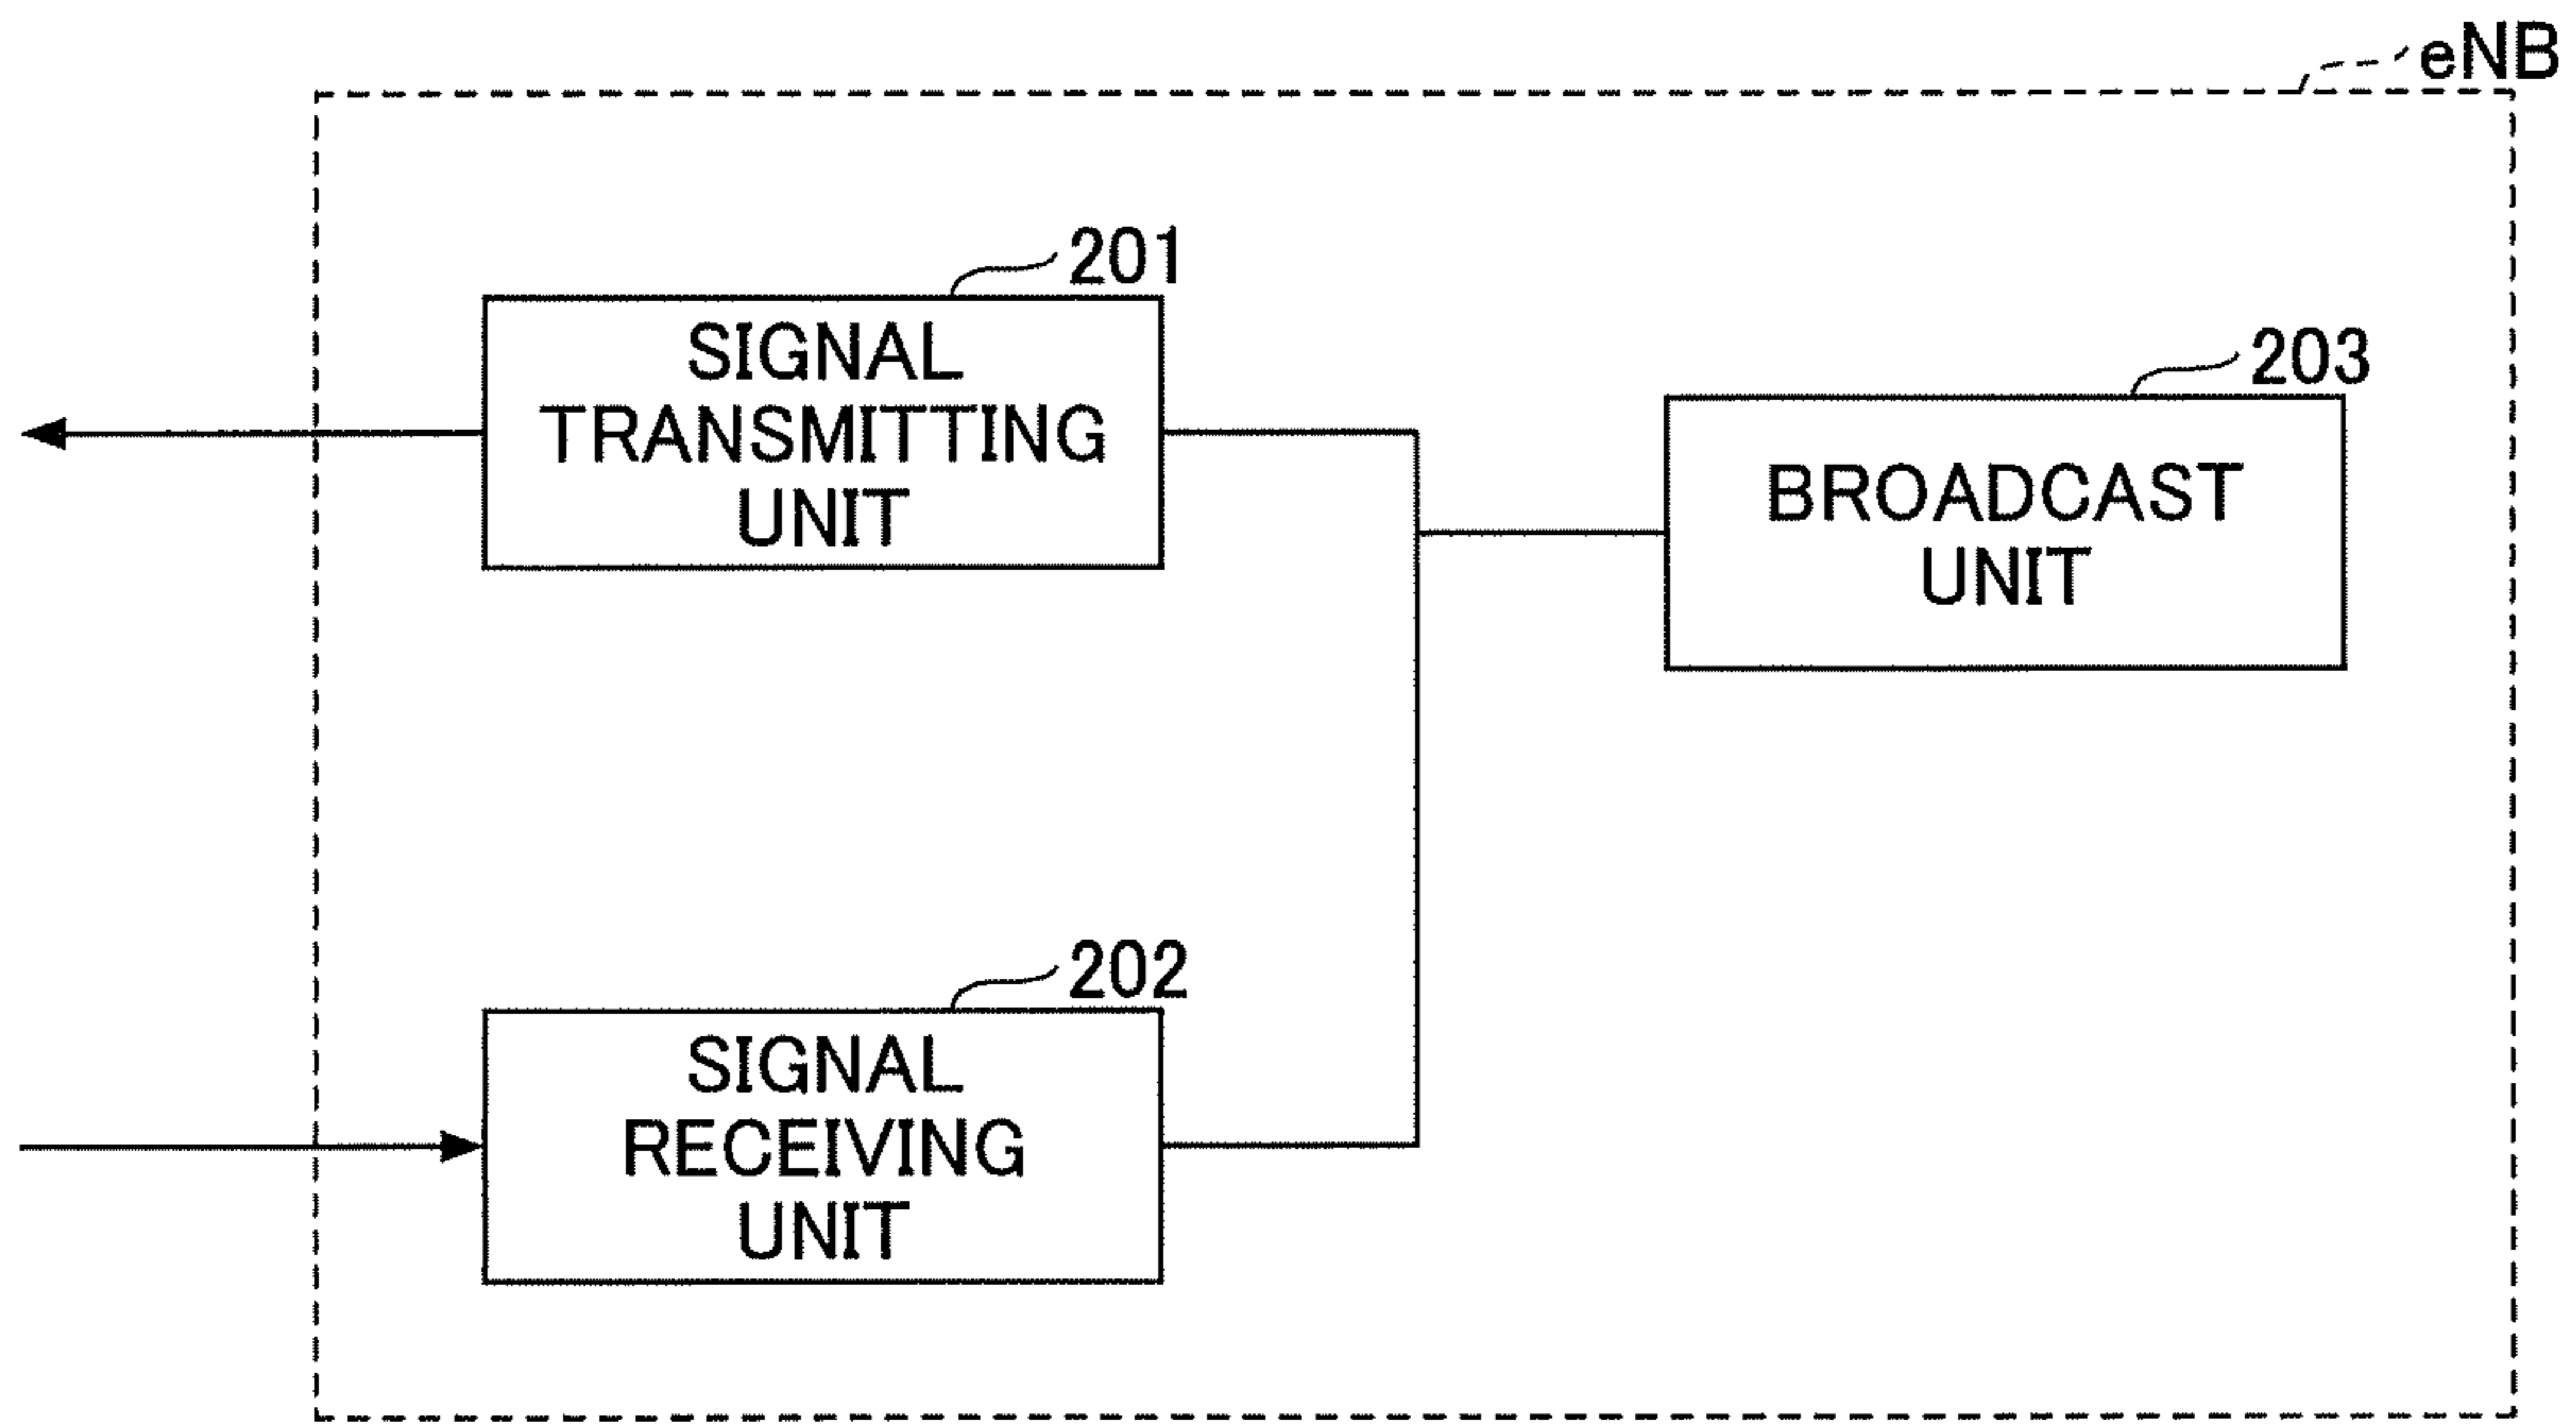 eNB
201
SIGNAL
TRANSMITTING
UNIT
203
BROADCAST
UNIT
202
SIGNAL
RECEIVING
UNIT